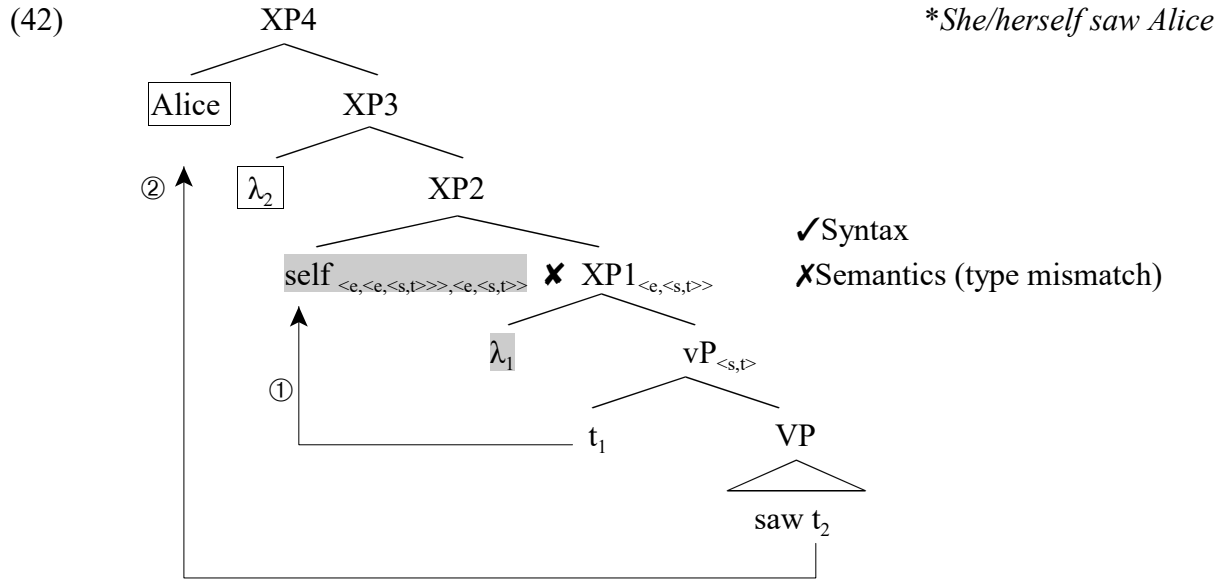 (42) XP4 *She/herself saw Alice
Alice XP3
② λ₂ XP2
✓Syntax
self <e,<e,<s,t>>>,<e,<s,t>> ✘ XP1<e,<s,t>> ✗Semantics (type mismatch)
λ₁ vP<s,t>
①
t₁ VP
saw t₂